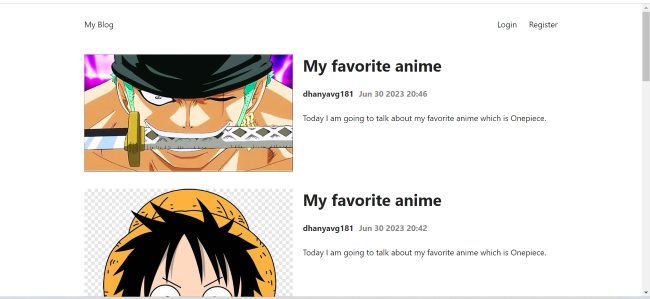 My Blog
Login Register
My favorite anime
dhanyavg181 Jun 30 2023 20:46
Today I am going to talk about my favorite anime which is Onepiece.
My favorite anime
dhanyavg181 Jun 30 2023 20:42
Today I am going to talk about my favorite anime which is Onepiece.